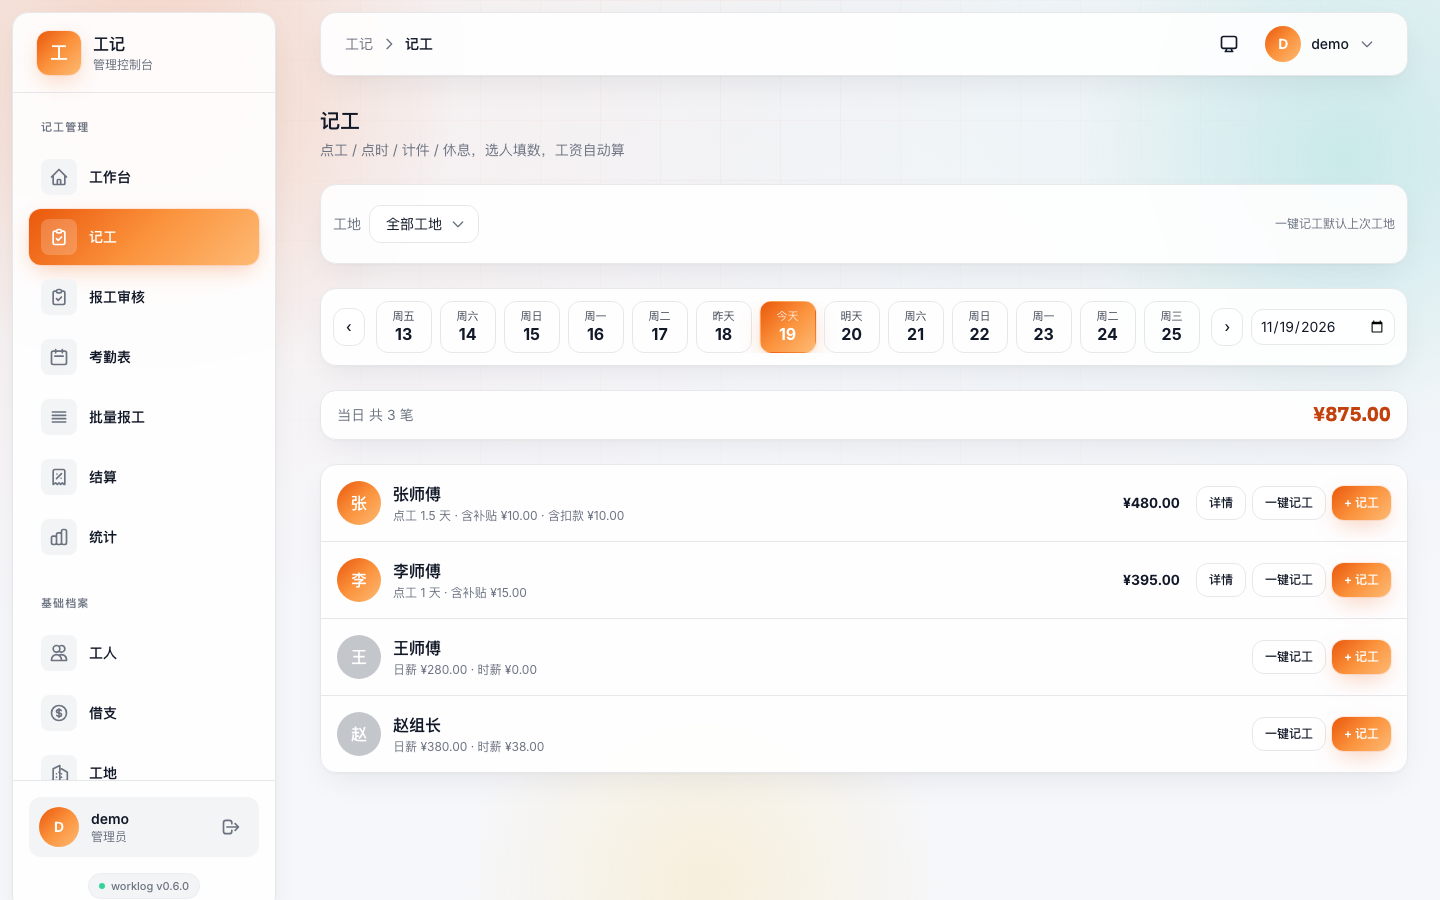 工
工记
管理控制台
记工管理
工作台
记工
报工审核
考勤表
批量报工
结算
统计
基础档案
工人
借支
工地
D
demo
管理员
worklog v0.6.0
工记 > 记工
D demo
记工
点工 / 点时 / 计件 / 休息，选人填数，工资自动算
工地 全部工地
一键记工默认上次工地
‹
周五
13
周六
14
周日
15
周一
16
周二
17
昨天
18
今天
19
明天
20
周六
21
周日
22
周一
23
周二
24
周三
25
›
11/19/2026
当日 共 3 笔
¥875.00
张
张师傅
点工 1.5 天 · 含补贴 ¥10.00 · 含扣款 ¥10.00
¥480.00 详情 一键记工 + 记工
李
李师傅
点工 1 天 · 含补贴 ¥15.00
¥395.00 详情 一键记工 + 记工
王
王师傅
日薪 ¥280.00 · 时薪 ¥0.00
一键记工 + 记工
赵
赵组长
日薪 ¥380.00 · 时薪 ¥38.00
一键记工 + 记工